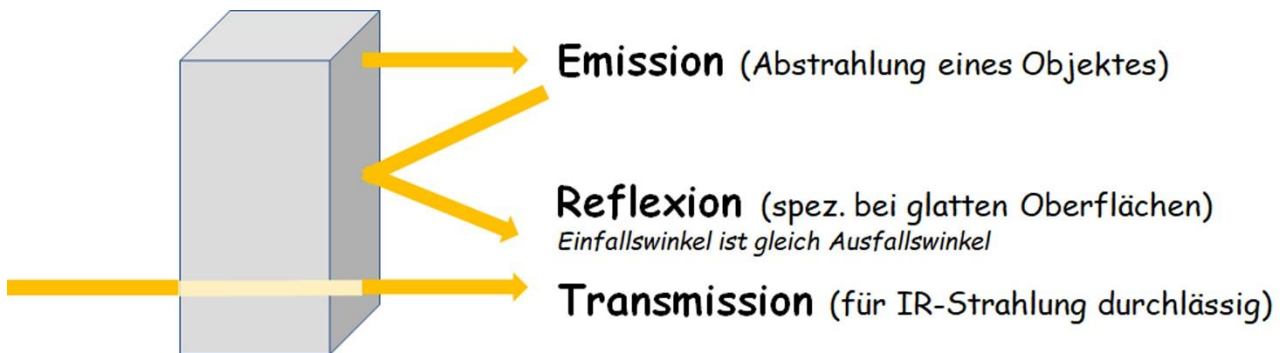 Emission (Abstrahlung eines Objektes)
Reflexion (spez. bei glatten Oberflächen)
Einfallswinkel ist gleich Ausfallswinkel
Transmission (für IR-Strahlung durchlässig)